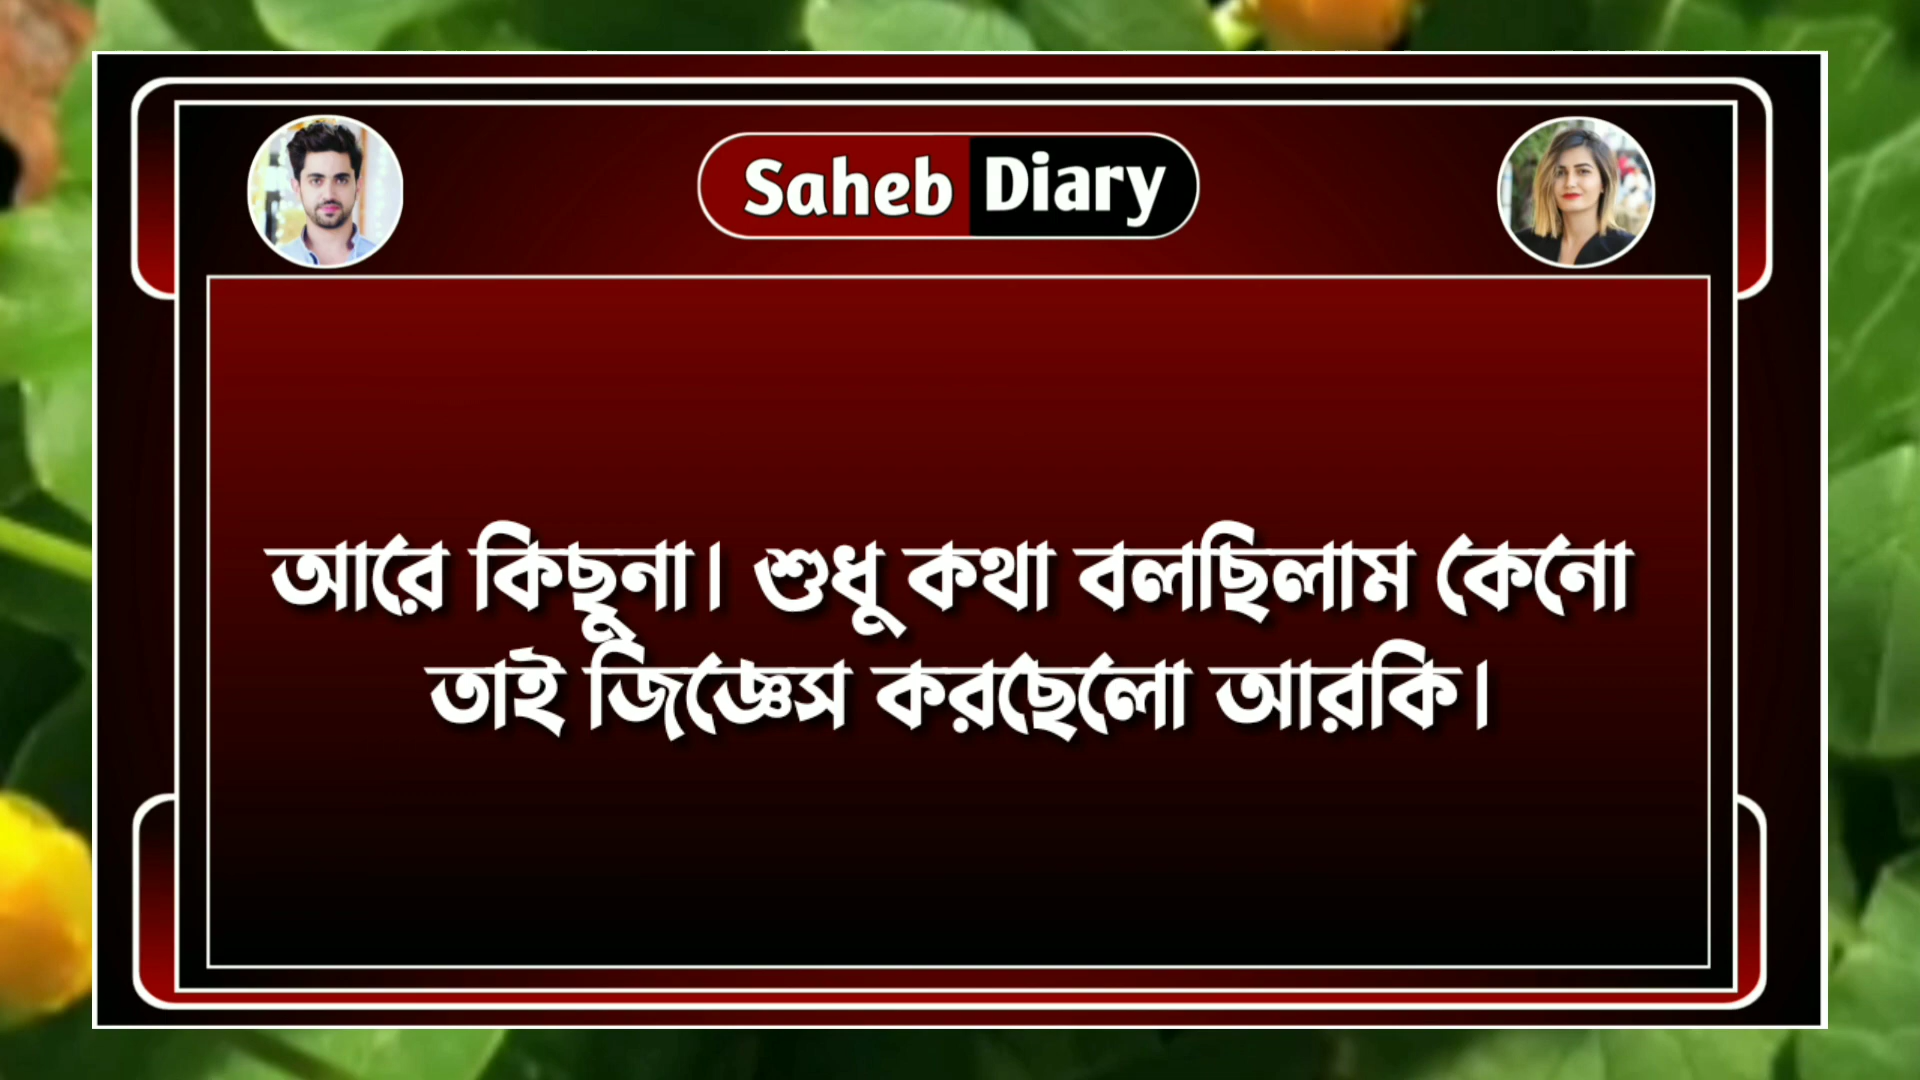 Saheb Diary
আরে কিছুনা। শুধু কথা বলছিলাম কেনো
তাই জিজ্ঞেস করছেলো আরকি।